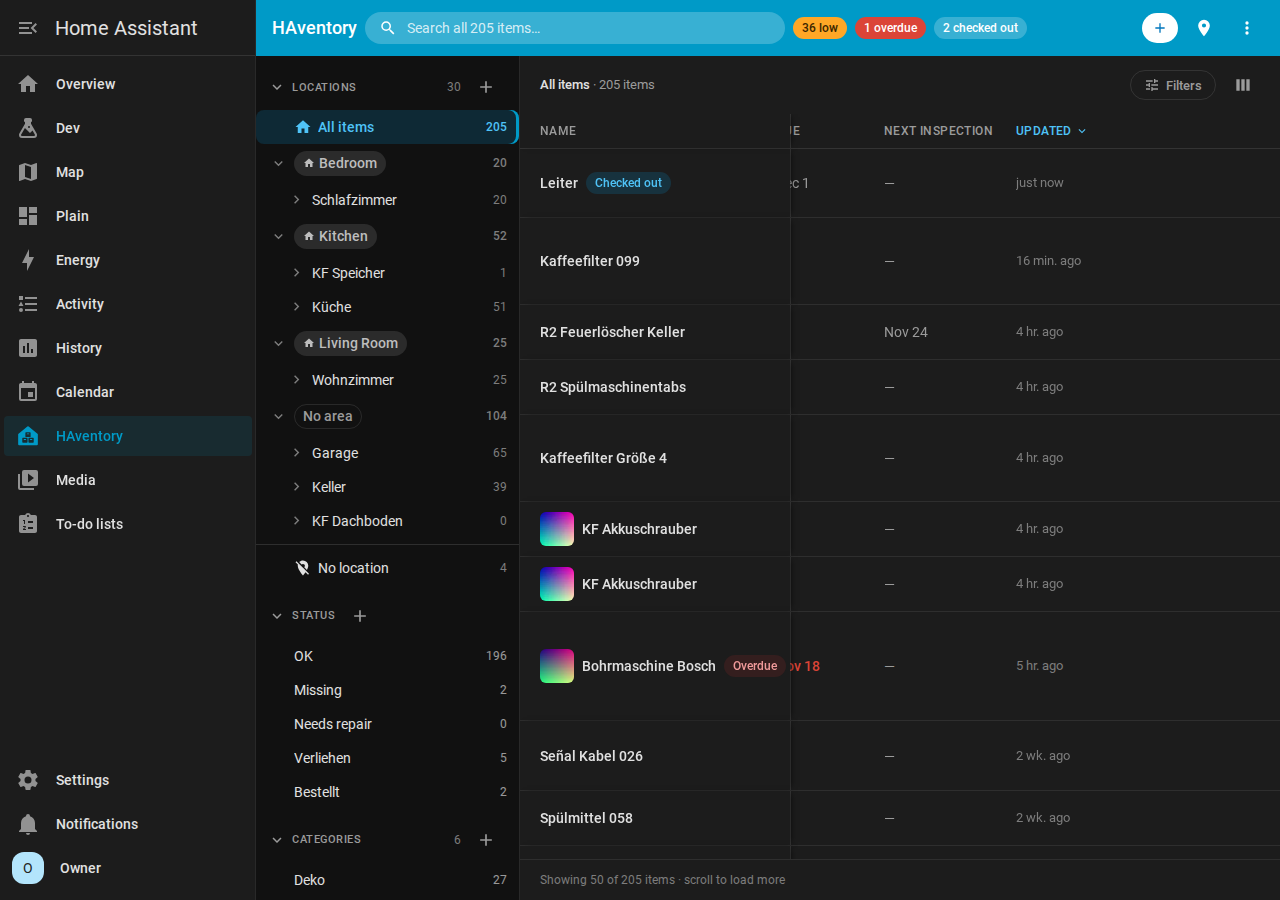 Home Assistant
Overview
Dev
Map
Plain
Energy
Activity
History
Calendar
HAventory
Media
To-do lists
Settings
Notifications
O Owner
HAventory
Search all 205 items…
36 low
1 overdue
2 checked out
LOCATIONS 30
All items 205
Bedroom 20
Schlafzimmer 20
Kitchen 52
KF Speicher 1
Küche 51
Living Room 25
Wohnzimmer 25
No area 104
Garage 65
Keller 39
KF Dachboden 0
No location 4
STATUS
OK 196
Missing 2
Needs repair 0
Verliehen 5
Bestellt 2
CATEGORIES 6
Deko 27
All items · 205 items
Filters
NAME NEXT INSPECTION UPDATED
Leiter Checked out 1 — just now
Kaffeefilter 099 — 16 min. ago
R2 Feuerlöscher Keller Nov 24 4 hr. ago
R2 Spülmaschinentabs — 4 hr. ago
Kaffeefilter Größe 4 — 4 hr. ago
KF Akkuschrauber — 4 hr. ago
KF Akkuschrauber — 4 hr. ago
Bohrmaschine Bosch Overdue 18 — 5 hr. ago
Señal Kabel 026 — 2 wk. ago
Spülmittel 058 — 2 wk. ago
Showing 50 of 205 items · scroll to load more